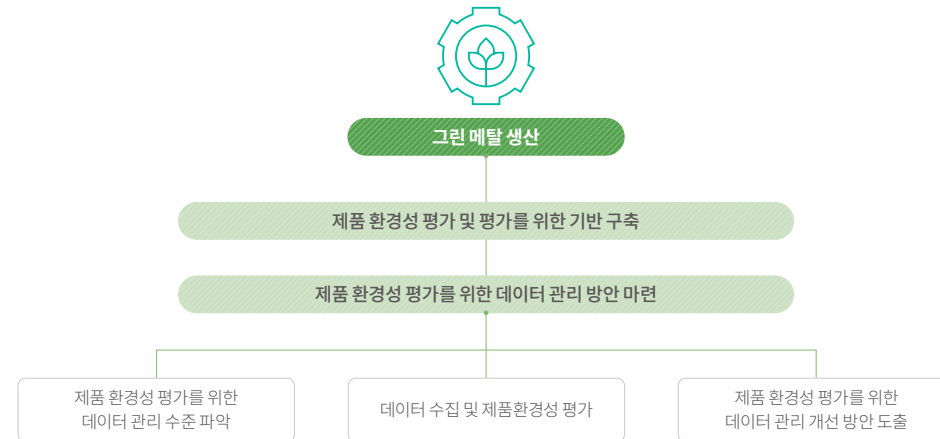 그린 메탈 생산
제품 환경성 평가 및 평가를 위한 기반 구축
제품 환경성 평가를 위한 데이터 관리 방안 마련
제품 환경성 평가를 위한
데이터 관리 수준 파악
데이터 수집 및 제품환경성 평가
제품 환경성 평가를 위한
데이터 관리 개선 방안 도출